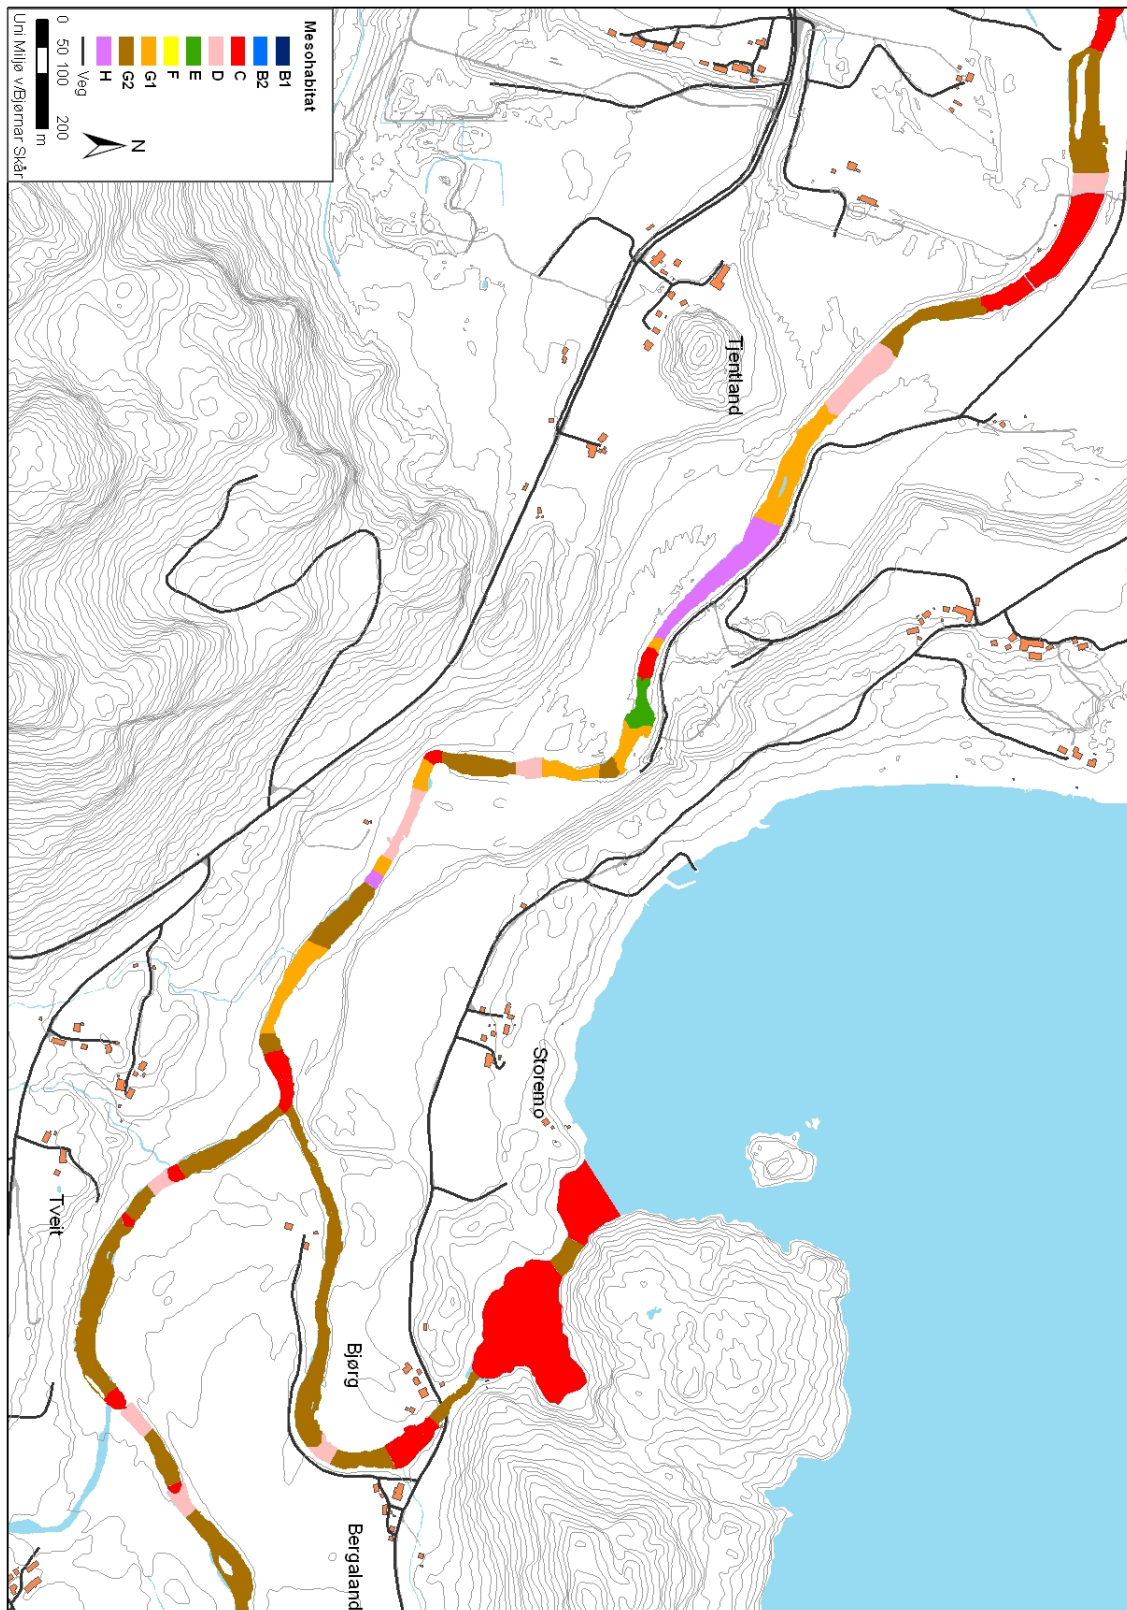 Mesohabitat
B1
B2
C
D
E
F
G1
G2
H
Veg
N
0 50 100 200
m
Uni Miljø v/Bjørnar Skår
Tjentland
Storemo
Tveit
Bjørg
Bergaland